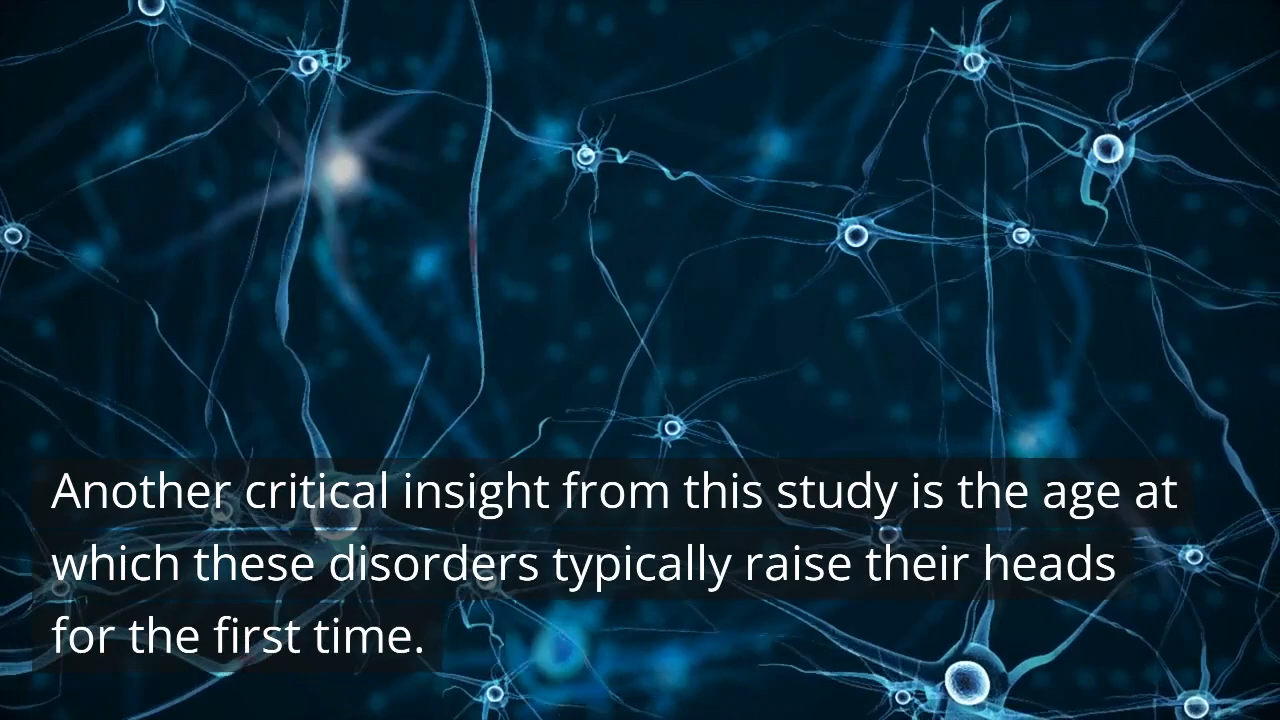 Another critical insight from this study is the age at
which these disorders typically raise their heads
for the first time.